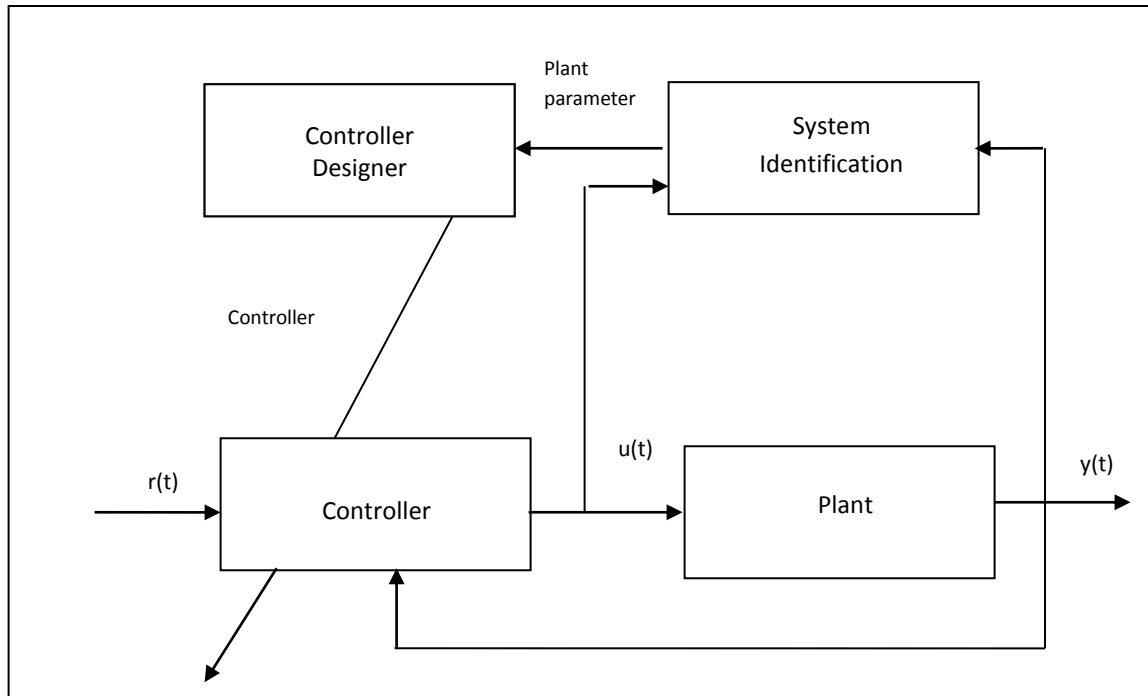 Plant
parameter
Controller
Designer
System
Identification
Controller
r(t)
Controller
u(t)
Plant
y(t)